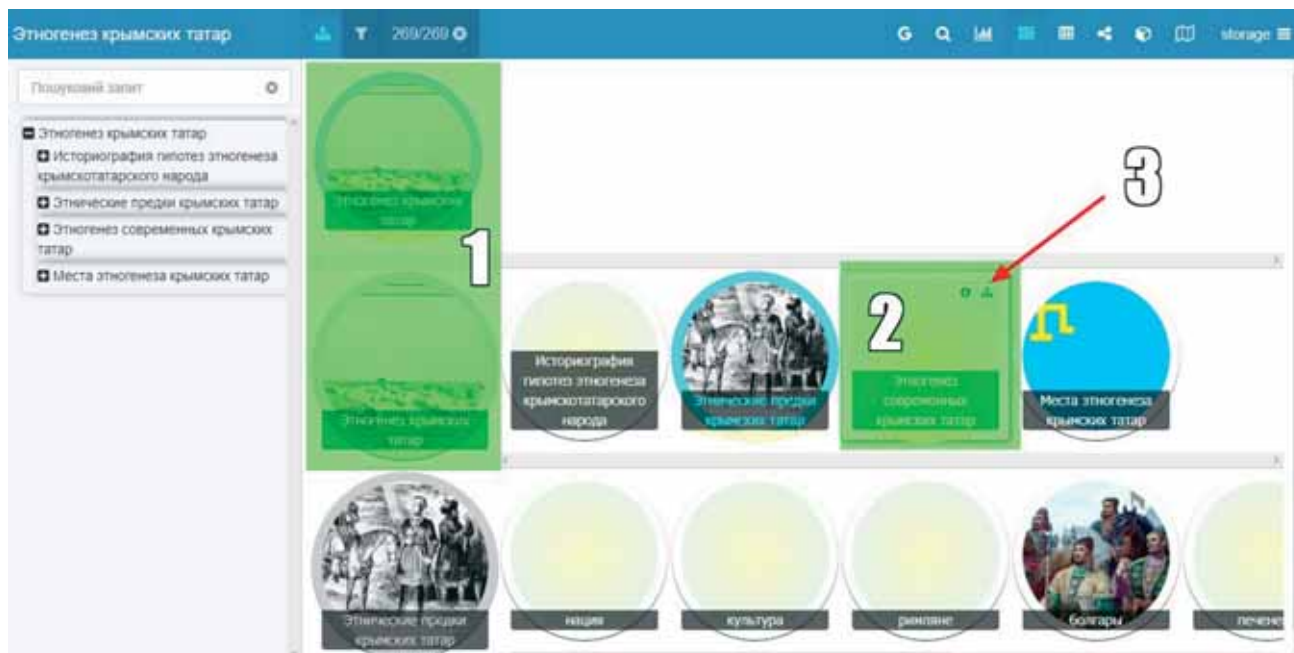 Этногенез крымских татар
269/269
storage
Пошуковий запит
Этногенез крымских татар
Историография гипотез этногенеза
крымскотатарского народа
Этнические предки крымских татар
Этногенез современных крымских
татар
Места этногенеза крымских татар
Этногенез крымских
татар
1
3
Этногенез крымских
татар
Историография
гипотез этногенеза
крымскотатарского
народа
Этнические предки
крымских татар
2
Этногенез
современных
крымских татар
Места этногенеза
крымских татар
Этнические предки
крымских татар
нация
культура
римляне
болгары
печене